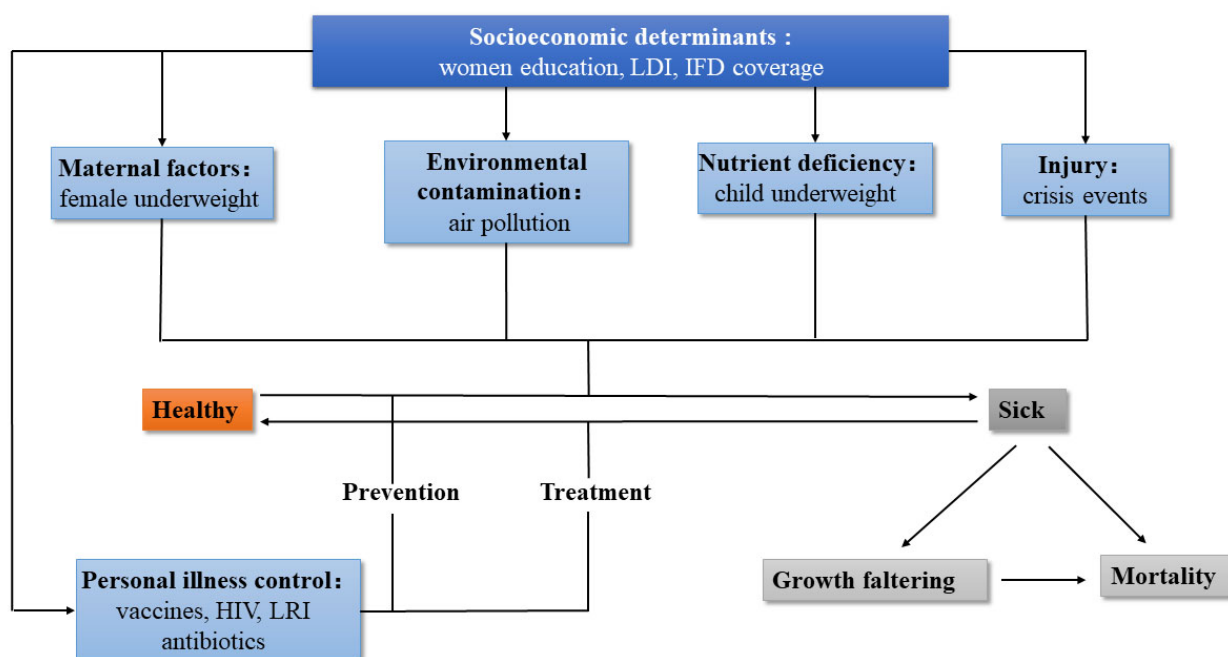 Socioeconomic determinants：
women education, LDI, IFD coverage
Maternal factors：
female underweight
Environmental
contamination：
air pollution
Nutrient deficiency：
child underweight
Injury：
crisis events
Healthy
Sick
Prevention
Treatment
Personal illness control：
vaccines, HIV, LRI
antibiotics
Growth faltering
Mortality